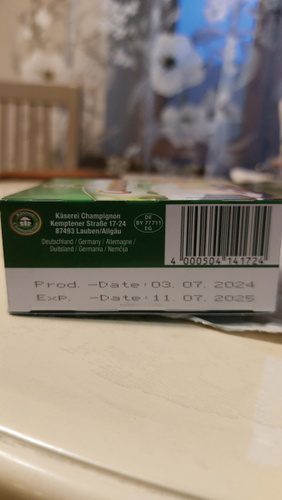 Käserei Champignon
Kemptener Straße 17-24
87493 Lauben/Allgäu
Deutschland / Germany / Allemagne /
Duitsland / Germania / Nemčsa
DE
BY 77711
EG
4 000504 141724
Prod. -Date:03.07.2024
Exp. -Date:11.07.2025